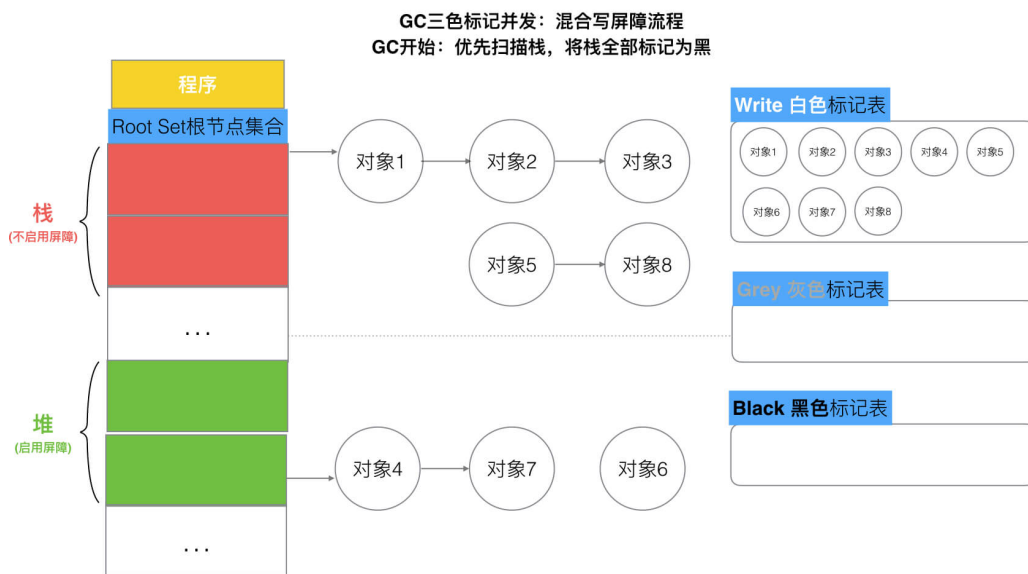 GC三色标记并发：混合写屏障流程
GC开始：优先扫描栈，将栈全部标记为黑
程序
Root Set根节点集合
栈
(不启用屏障)
...
堆
(启用屏障)
...
对象1
对象2
对象3
对象5
对象8
对象4
对象7
对象6
Write 白色标记表
对象1
对象2
对象3
对象4
对象5
对象6
对象7
对象8
Grey 灰色标记表
Black 黑色标记表